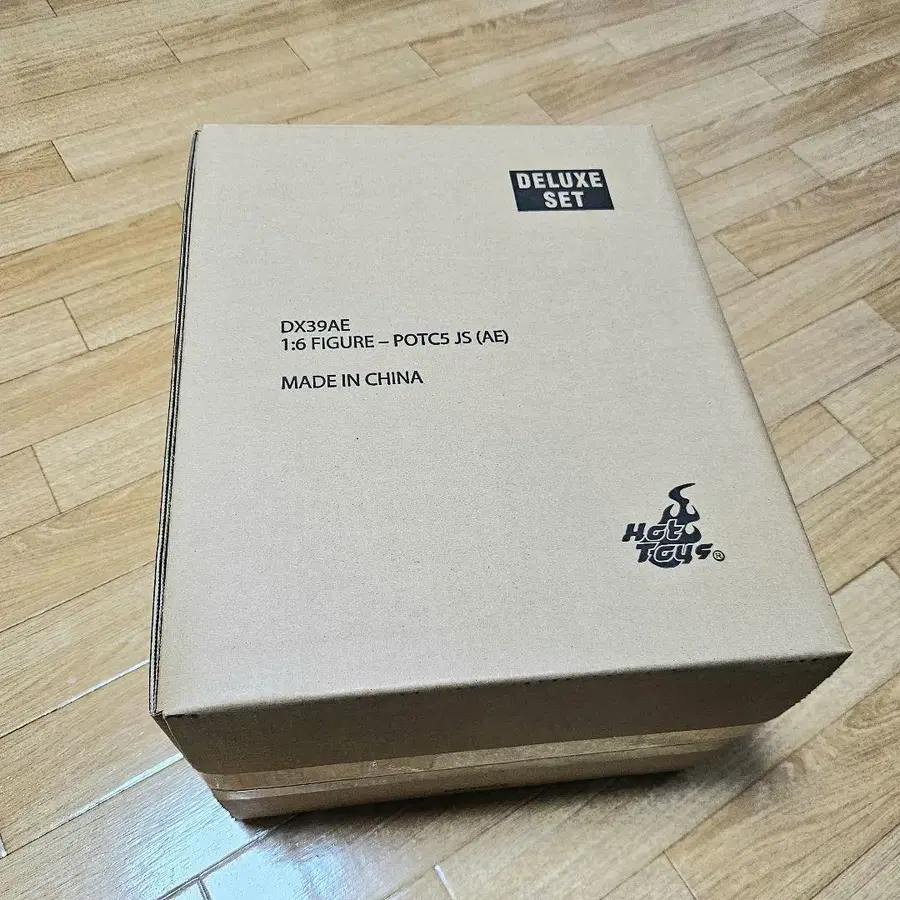 DELUXE
SET
DX39AE
1:6 FIGURE – POTC5 JS (AE)
MADE IN CHINA
Hot
Toys®